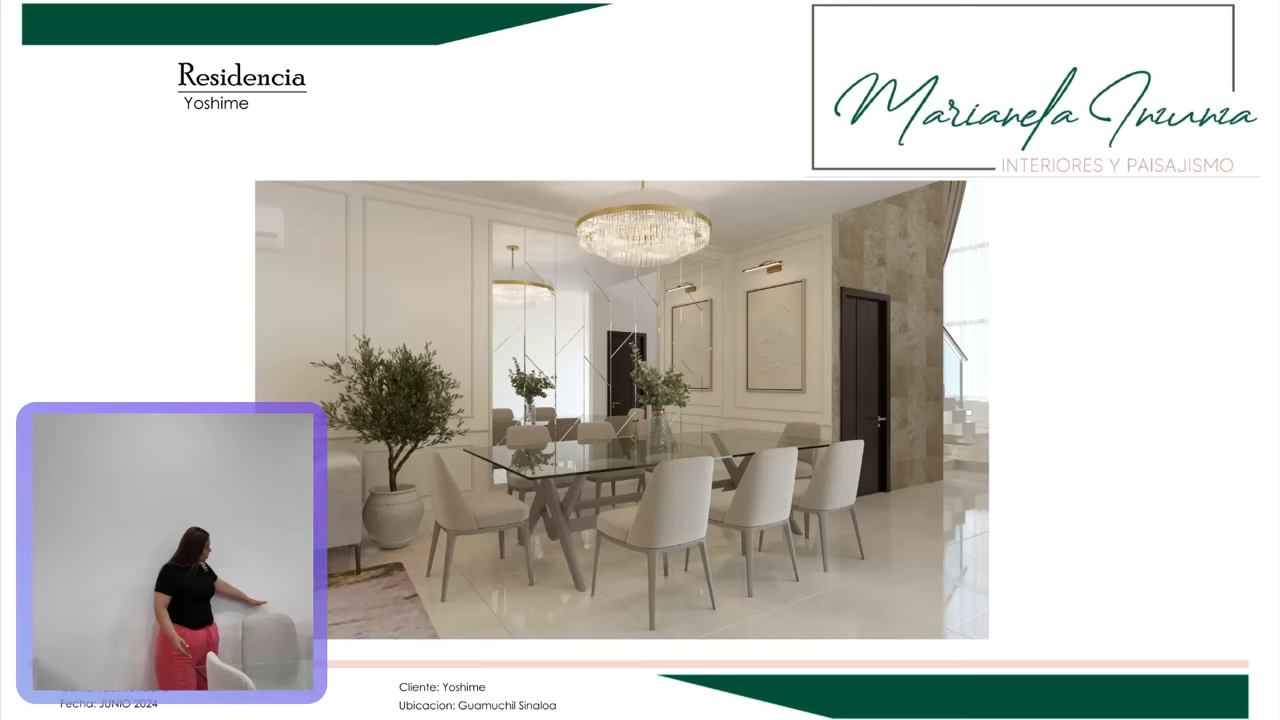 Residencia
Yoshime
Marianela Inzunza
INTERIORES Y PAISAJISMO
Cliente: Yoshime
Fecha: JUNIO 2024
Ubicacion: Guamuchil Sinaloa